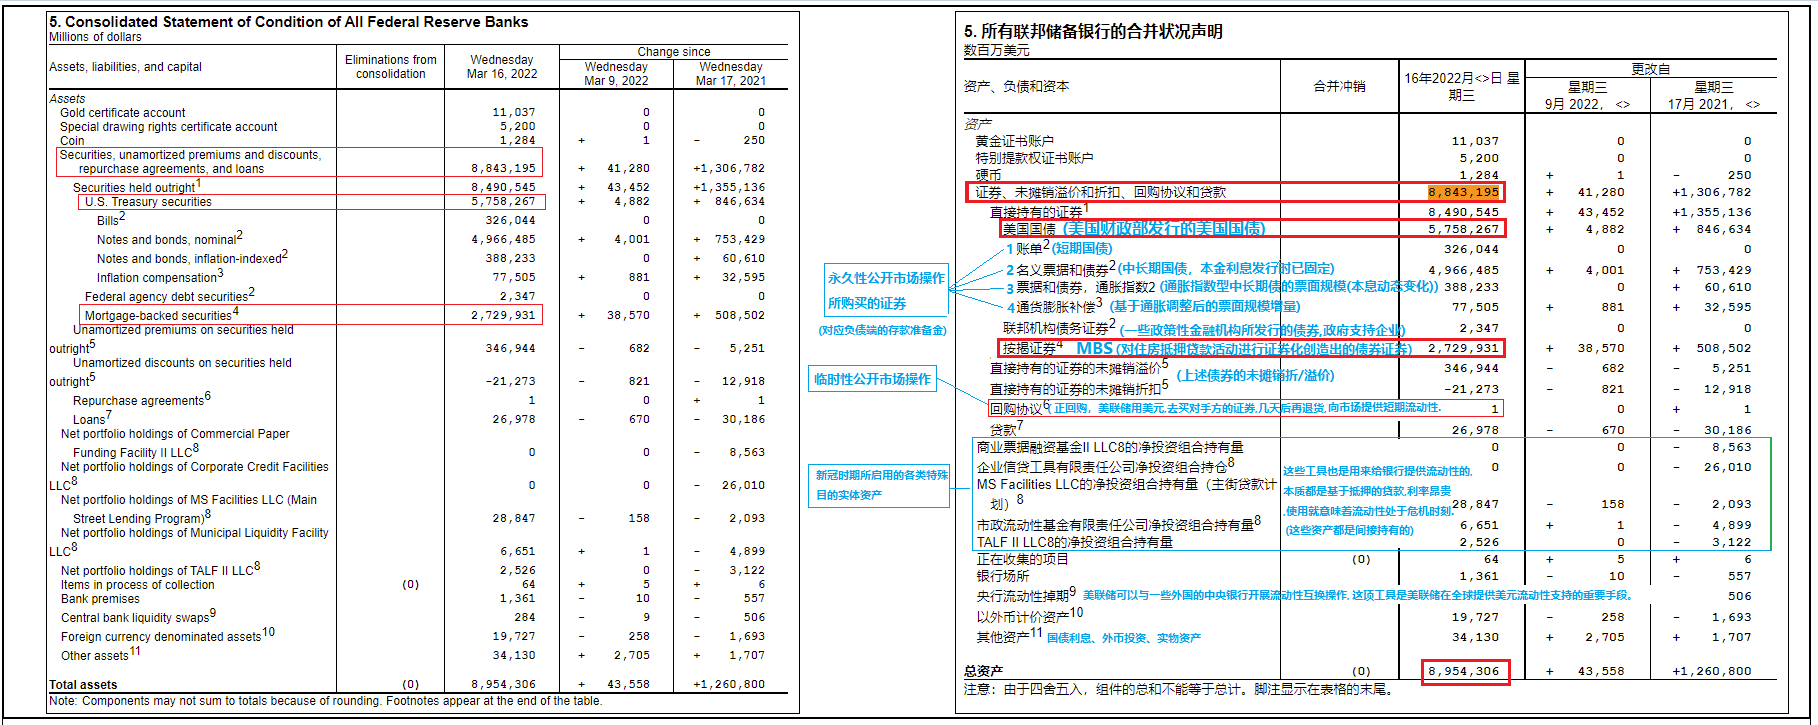 5. Consolidated Statement of Condition of All Federal Reserve Banks
Millions of dollars
Assets, liabilities, and capital
Eliminations from
consolidation
Wednesday
Mar 16, 2022
Change since
Wednesday
Mar 9, 2022
Wednesday
Mar 17, 2021
Assets
Gold certificate account 11,037 0 0
Special drawing rights certificate account 5,200 0 0
Coin 1,284 + 1 - 250
Securities, unamortized premiums and discounts,
repurchase agreements, and loans 8,843,195 + 41,280 +1,306,782
Securities held outright1 8,490,545 + 43,452 +1,355,136
U.S. Treasury securities 5,758,267 + 4,882 + 846,634
Bills2 326,044 0 0
Notes and bonds, nominal2 4,966,485 + 4,001 + 753,429
Notes and bonds, inflation-indexed2 388,233 0 + 60,610
Inflation compensation3 77,505 + 881 + 32,595
Federal agency debt securities2 2,347 0 0
Mortgage-backed securities4 2,729,931 + 38,570 + 508,502
Unamortized premiums on securities held
outright5 346,944 - 682 - 5,251
Unamortized discounts on securities held
outright5 -21,273 - 821 - 12,918
Repurchase agreements6 1 0 + 1
Loans7 26,978 - 670 - 30,186
Net portfolio holdings of Commercial Paper
Funding Facility II LLC8 0 0 - 8,563
Net portfolio holdings of Corporate Credit Facilities
LLC8 0 0 - 26,010
Net portfolio holdings of MS Facilities LLC (Main
Street Lending Program)8 28,847 - 158 - 2,093
Net portfolio holdings of Municipal Liquidity Facility
LLC8 6,651 + 1 - 4,899
Net portfolio holdings of TALF II LLC8 2,526 0 - 3,122
Items in process of collection (0) 64 + 5 + 6
Bank premises 1,361 - 10 - 557
Central bank liquidity swaps9 284 - 9 - 506
Foreign currency denominated assets10 19,727 - 258 - 1,693
Other assets11 34,130 + 2,705 + 1,707
Total assets (0) 8,954,306 + 43,558 +1,260,800
Note: Components may not sum to totals because of rounding. Footnotes appear at the end of the table.
永久性公开市场操作
所购买的证券
(对应负债端的存款准备金)
临时性公开市场操作
新冠时期所启用的各类特殊
目的实体资产
5. 所有联邦储备银行的合并状况声明
数百万美元
资产、负债和资本
合并冲销
16年2022月<>日 星
期三
更改自
星期三
9月 2022， <>
星期三
17月 2021， <>
资产
黄金证书账户 11,037 0 0
特别提款权证书账户 5,200 0 0
硬币 1,284 + 1 - 250
证券、未摊销溢价和折扣、回购协议和贷款 8,843,195 + 41,280 +1,306,782
直接持有的证券1 8,490,545 + 43,452 +1,355,136
美国国债 (美国财政部发行的美国国债) 5,758,267 + 4,882 + 846,634
1 账单2 (短期国债) 326,044 0 0
2 名义票据和债券2 (中长期国债，本金利息发行时已固定) 4,966,485 + 4,001 + 753,429
3 票据和债券，通胀指数2 (通胀指数型中长期债的票面规模(本息动态变化)) 388,233 0 + 60,610
4 通货膨胀补偿3 (基于通胀调整后的票面规模增量) 77,505 + 881 + 32,595
联邦机构债务证券2 (一些政策性金融机构所发行的债券,政府支持企业) 2,347 0 0
按揭证券4 MBS (对住房抵押贷款活动进行证券化创造出的债券证券) 2,729,931 + 38,570 + 508,502
直接持有的证券的未摊销溢价5 346,944 - 682 - 5,251
(上述债券的未摊销折/溢价)
直接持有的证券的未摊销折扣5 -21,273 - 821 - 12,918
回购协议6 (正回购，美联储用美元,去买对手方的证券,几天后再退货,向市场提供短期流动性. 1 0 + 1
贷款7 26,978 - 670 - 30,186
商业票据融资基金II LLC8的净投资组合持有量 0 0 - 8,563
企业信贷工具有限责任公司净投资组合持仓8 0 0 - 26,010
MS Facilities LLC的净投资组合持有量（主街贷款计
划）8 28,847 - 158 - 2,093
市政流动性基金有限责任公司净投资组合持有量8 6,651 + 1 - 4,899
TALF II LLC8的净投资组合持有量 2,526 0 - 3,122
这些工具也是用来给银行提供流动性的,
本质都是基于抵押的贷款,利率昂贵
,使用就意味着流动性处于危机时刻.
(这些资产都是间接持有的)
正在收集的项目 (0) 64 + 5 + 6
银行场所 1,361 - 10 - 557
央行流动性掉期9 美联储可以与一些外国的中央银行开展流动性互换操作, 这项工具是美联储在全球提供美元流动性支持的重要手段。 506
以外币计价资产10 19,727 - 258 - 1,693
其他资产11 国债利息、外币投资、实物资产 34,130 + 2,705 + 1,707
总资产 (0) 8,954,306 + 43,558 +1,260,800
注意：由于四舍五入，组件的总和不能等于总计。脚注显示在表格的末尾。